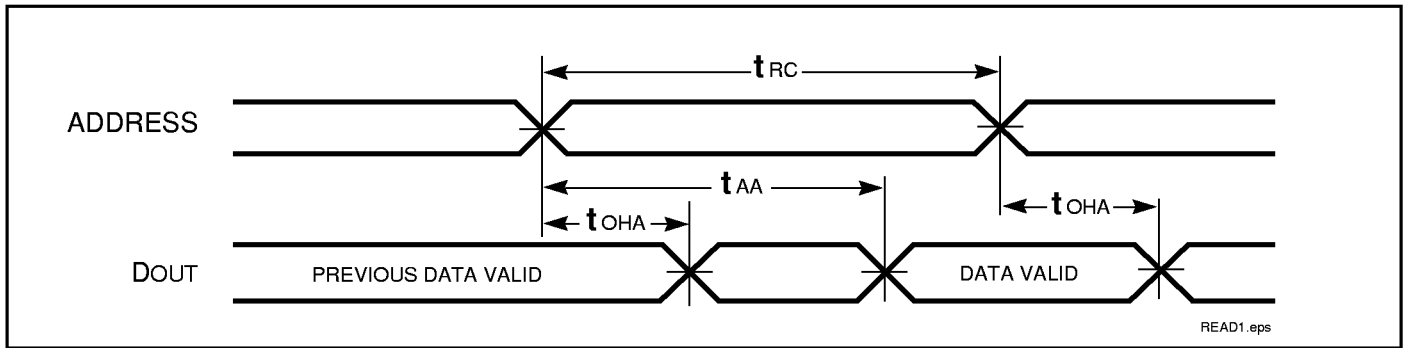 tRC
ADDRESS
tAA
tOHA
tOHA
DOUT
PREVIOUS DATA VALID
DATA VALID
READ1.eps